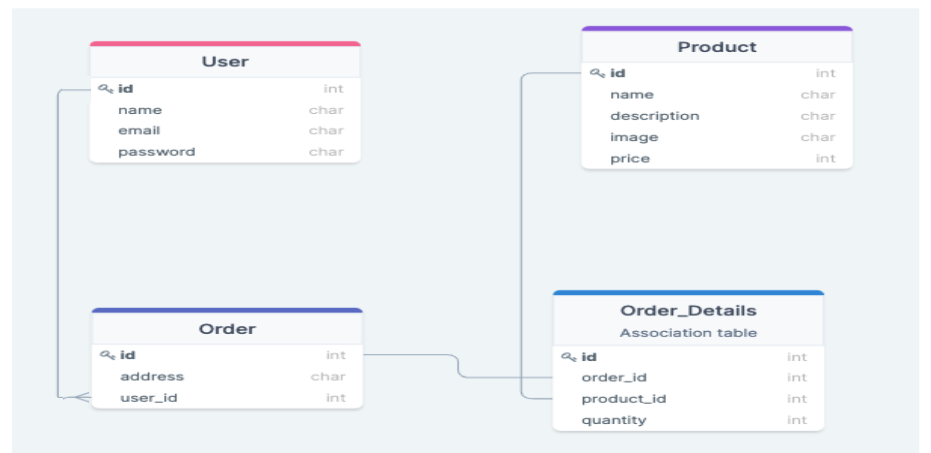 User
id int
name char
email char
password char
Product
id int
name char
description char
image char
price int
Order
id int
address char
user_id int
Order_Details
Association table
id int
order_id int
product_id int
quantity int